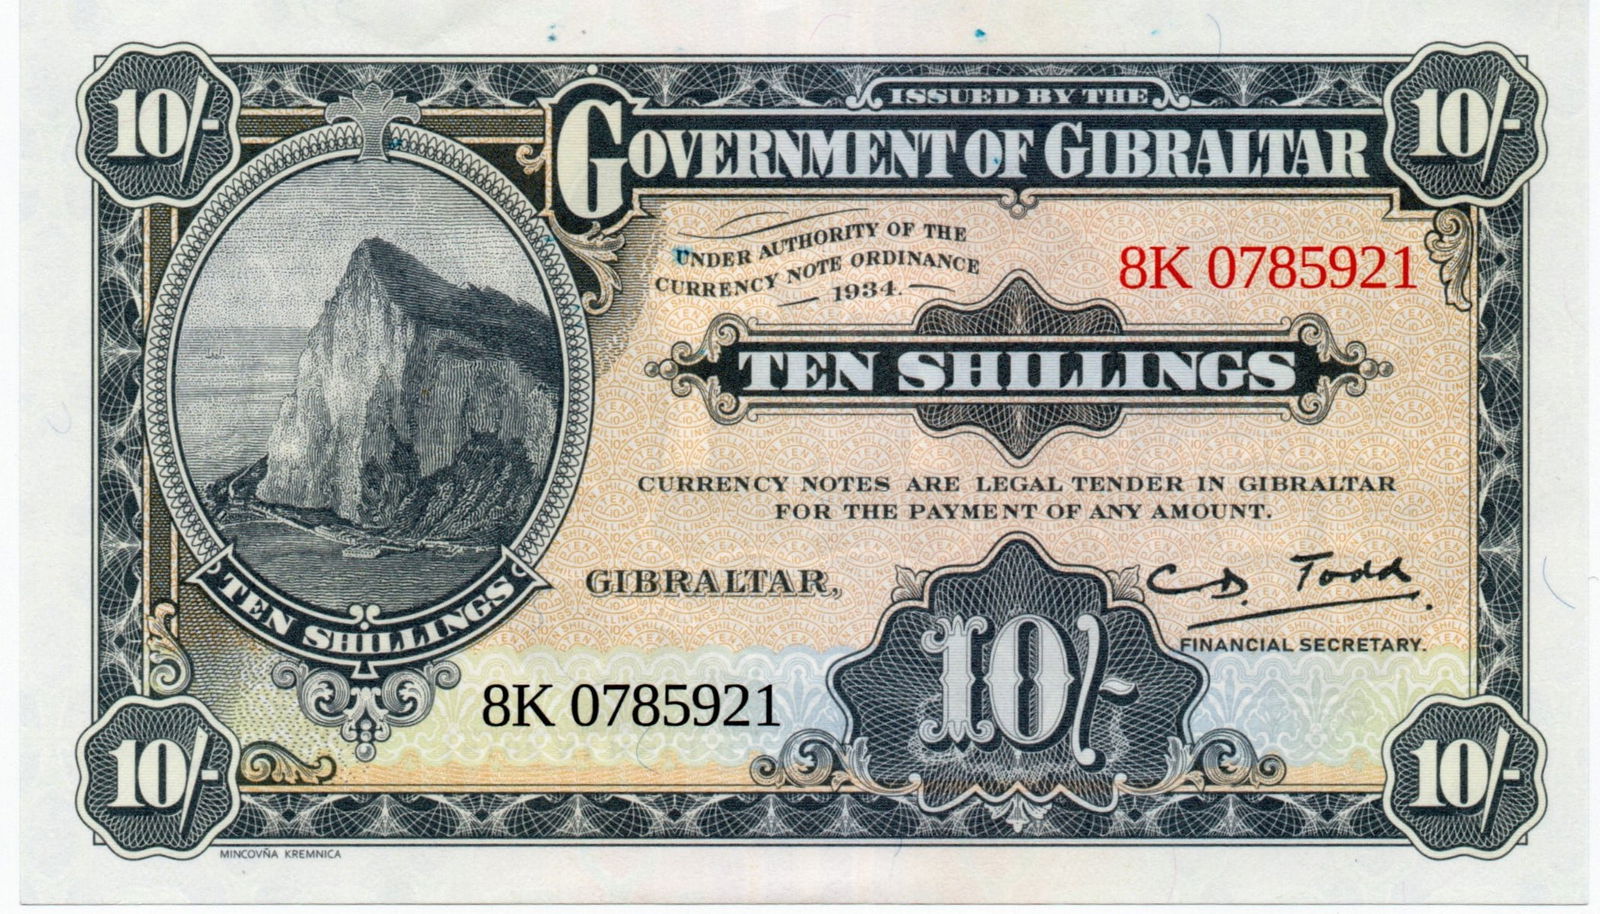 10/-
ISSUED BY THE
10/-
GOVERNMENT OF GIBRALTAR
UNDER AUTHORITY OF THE
CURRENCY NOTE ORDINANCE
1934.
8K 0785921
TEN SHILLINGS
CURRENCY NOTES ARE LEGAL TENDER IN GIBRALTAR
FOR THE PAYMENT OF ANY AMOUNT.
GIBRALTAR,
C D. Todd.
FINANCIAL SECRETARY.
TEN SHILLINGS
8K 0785921
10/-
10/-
10/-
MINCOVŇA KREMNICA